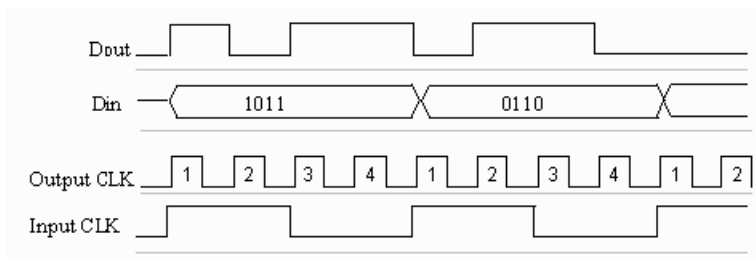 Dout
Din 1011 0110
Output CLK 1 2 3 4 1 2 3 4 1 2
Input CLK